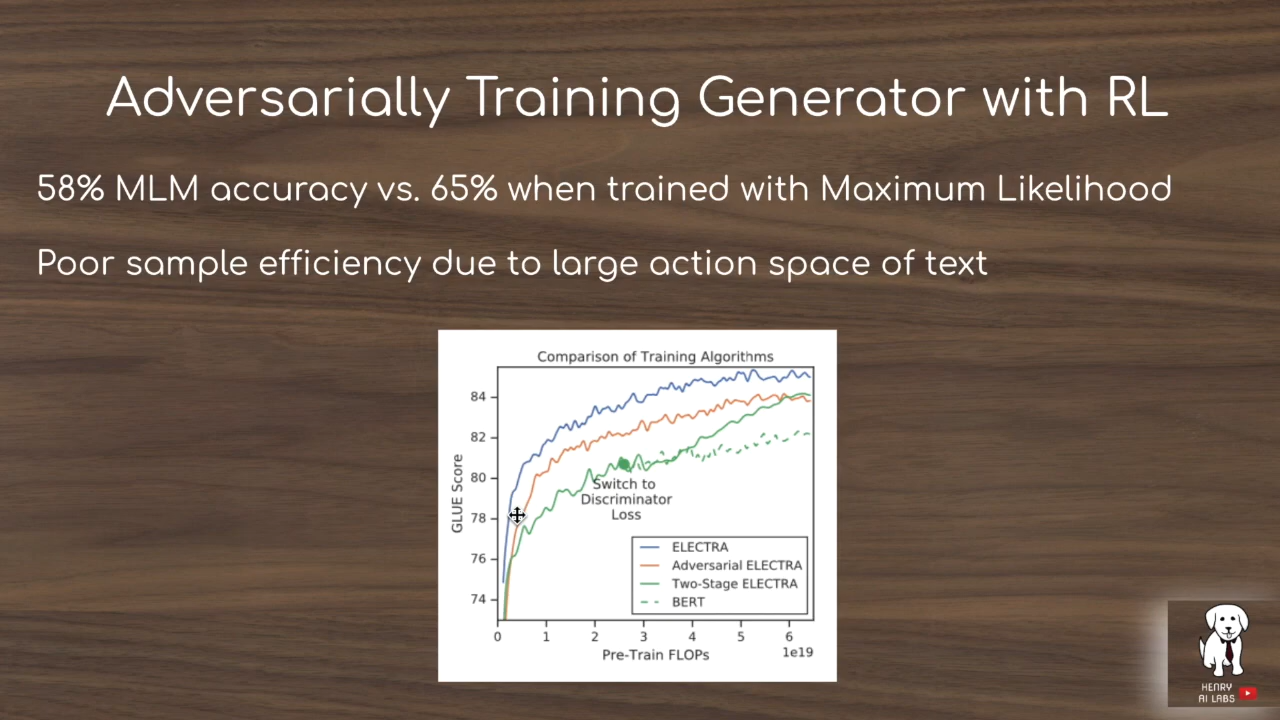 Adversarially Training Generator with RL
58% MLM accuracy vs. 65% when trained with Maximum Likelihood
Poor sample efficiency due to large action space of text
Comparison of Training Algorithms
84
82
80
78
76
74
GLUE Score
Switch to
Discriminator
Loss
ELECTRA
Adversarial ELECTRA
Two-Stage ELECTRA
BERT
0 1 2 3 4 5 6
1e19
Pre-Train FLOPs
HENRY
AI LABS